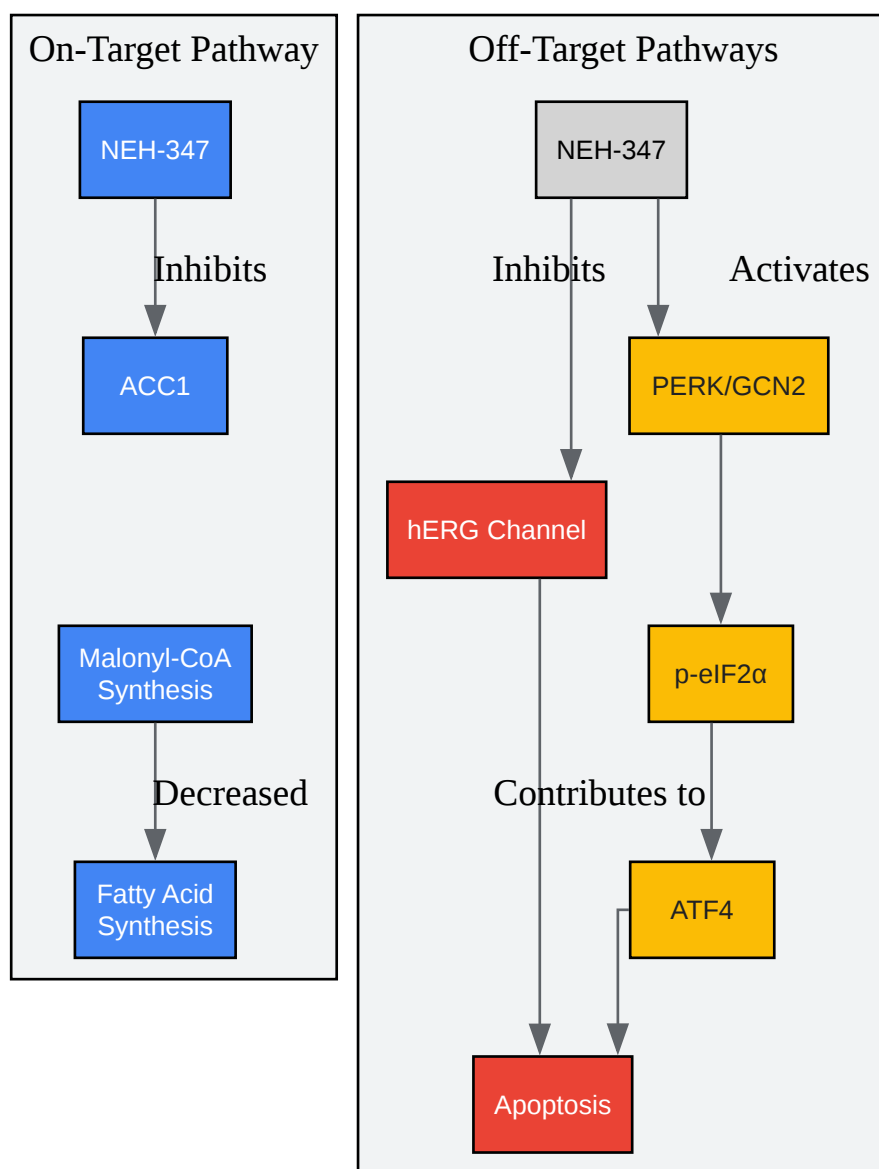 On-Target Pathway
NEH-347
Inhibits
ACC1
Malonyl-CoA
Synthesis
Decreased
Fatty Acid
Synthesis
Off-Target Pathways
NEH-347
Inhibits
Activates
PERK/GCN2
hERG Channel
p-eIF2α
Contributes to
ATF4
Apoptosis